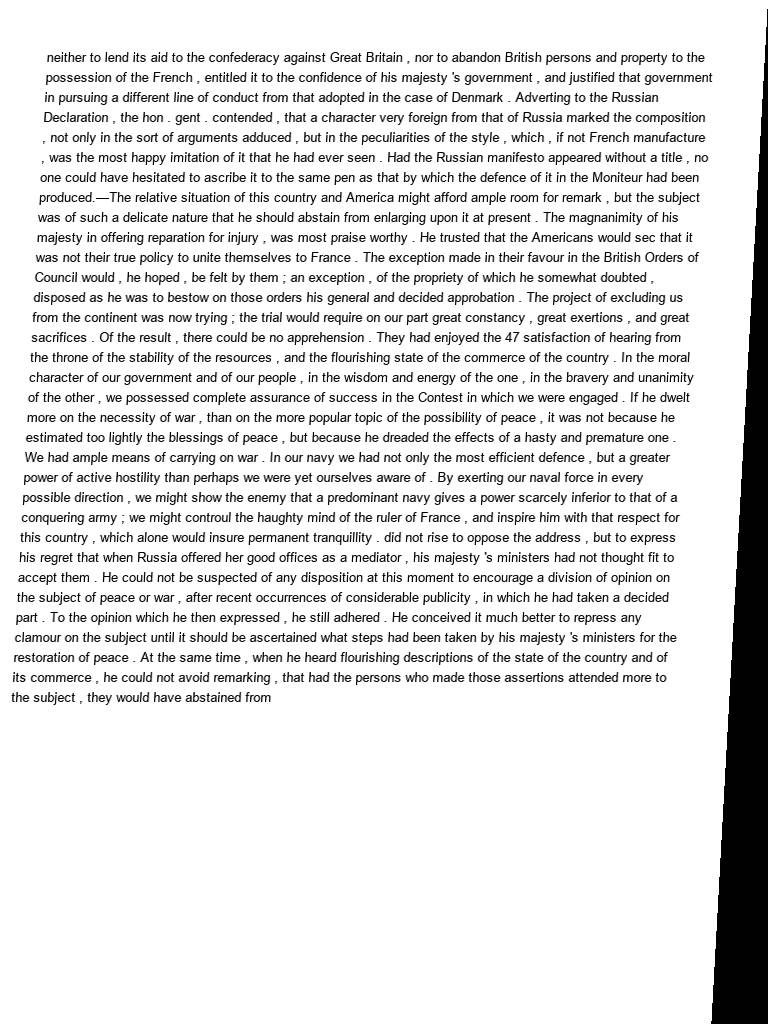 neither to lend its aid to the confederacy against Great Britain , nor to abandon British persons and property to the
possession of the French , entitled it to the confidence of his majesty 's government , and justified that government
in pursuing a different line of conduct from that adopted in the case of Denmark . Adverting to the Russian
Declaration , the hon . gent . contended , that a character very foreign from that of Russia marked the composition
, not only in the sort of arguments adduced , but in the peculiarities of the style , which , if not French manufacture
, was the most happy imitation of it that he had ever seen . Had the Russian manifesto appeared without a title , no
one could have hesitated to ascribe it to the same pen as that by which the defence of it in the Moniteur had been
produced.—The relative situation of this country and America might afford ample room for remark , but the subject
was of such a delicate nature that he should abstain from enlarging upon it at present . The magnanimity of his
majesty in offering reparation for injury , was most praise worthy . He trusted that the Americans would sec that it
was not their true policy to unite themselves to France . The exception made in their favour in the British Orders of
Council would , he hoped , be felt by them ; an exception , of the propriety of which he somewhat doubted ,
disposed as he was to bestow on those orders his general and decided approbation . The project of excluding us
from the continent was now trying ; the trial would require on our part great constancy , great exertions , and great
sacrifices . Of the result , there could be no apprehension . They had enjoyed the 47 satisfaction of hearing from
the throne of the stability of the resources , and the flourishing state of the commerce of the country . In the moral
character of our government and of our people , in the wisdom and energy of the one , in the bravery and unanimity
of the other , we possessed complete assurance of success in the Contest in which we were engaged . If he dwelt
more on the necessity of war , than on the more popular topic of the possibility of peace , it was not because he
estimated too lightly the blessings of peace , but because he dreaded the effects of a hasty and premature one .
We had ample means of carrying on war . In our navy we had not only the most efficient defence , but a greater
power of active hostility than perhaps we were yet ourselves aware of . By exerting our naval force in every
possible direction , we might show the enemy that a predominant navy gives a power scarcely inferior to that of a
conquering army ; we might controul the haughty mind of the ruler of France , and inspire him with that respect for
this country , which alone would insure permanent tranquillity . did not rise to oppose the address , but to express
his regret that when Russia offered her good offices as a mediator , his majesty 's ministers had not thought fit to
accept them . He could not be suspected of any disposition at this moment to encourage a division of opinion on
the subject of peace or war , after recent occurrences of considerable publicity , in which he had taken a decided
part . To the opinion which he then expressed , he still adhered . He conceived it much better to repress any
clamour on the subject until it should be ascertained what steps had been taken by his majesty 's ministers for the
restoration of peace . At the same time , when he heard flourishing descriptions of the state of the country and of
its commerce , he could not avoid remarking , that had the persons who made those assertions attended more to
the subject , they would have abstained from